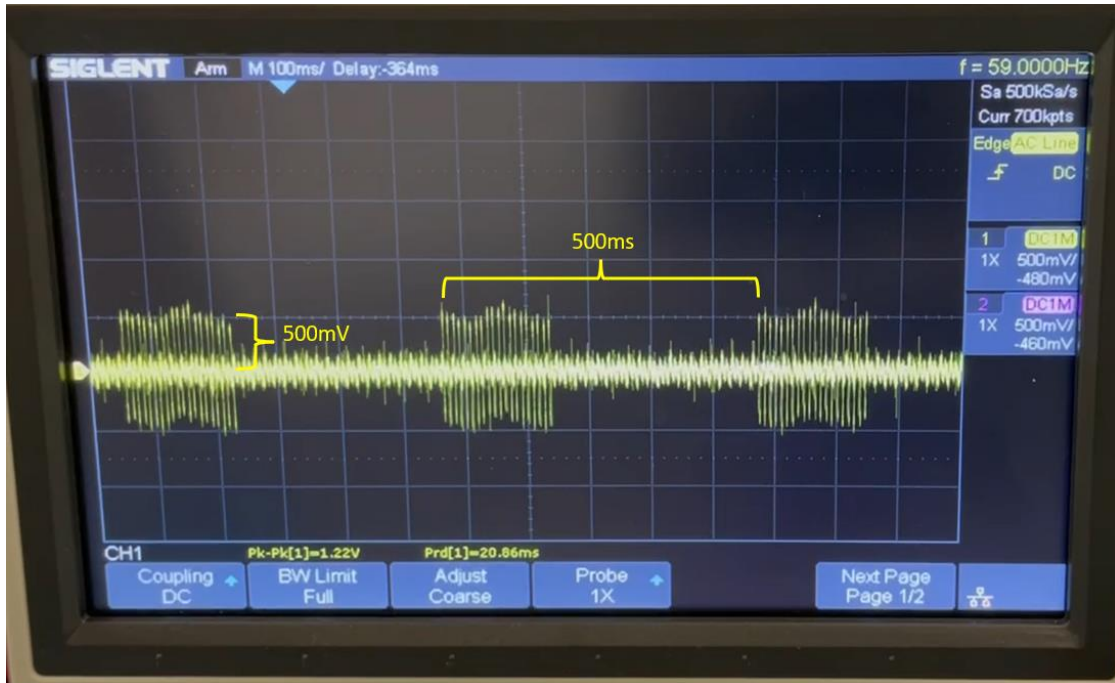 SIGLENT Arm M 100ms/ Delay:-364ms f = 59.0000Hz
Sa 500kSa/s
Curr 700kpts
Edge AC Line
DC
1 DC1M
1X 500mV/
-480mV
2 DC1M
1X 500mV/
-460mV
500ms
500mV
CH1 Pk-Pk[1]=1.22V Prd[1]=20.86ms
Coupling DC
BW Limit Full
Adjust Coarse
Probe 1X
Next Page Page 1/2